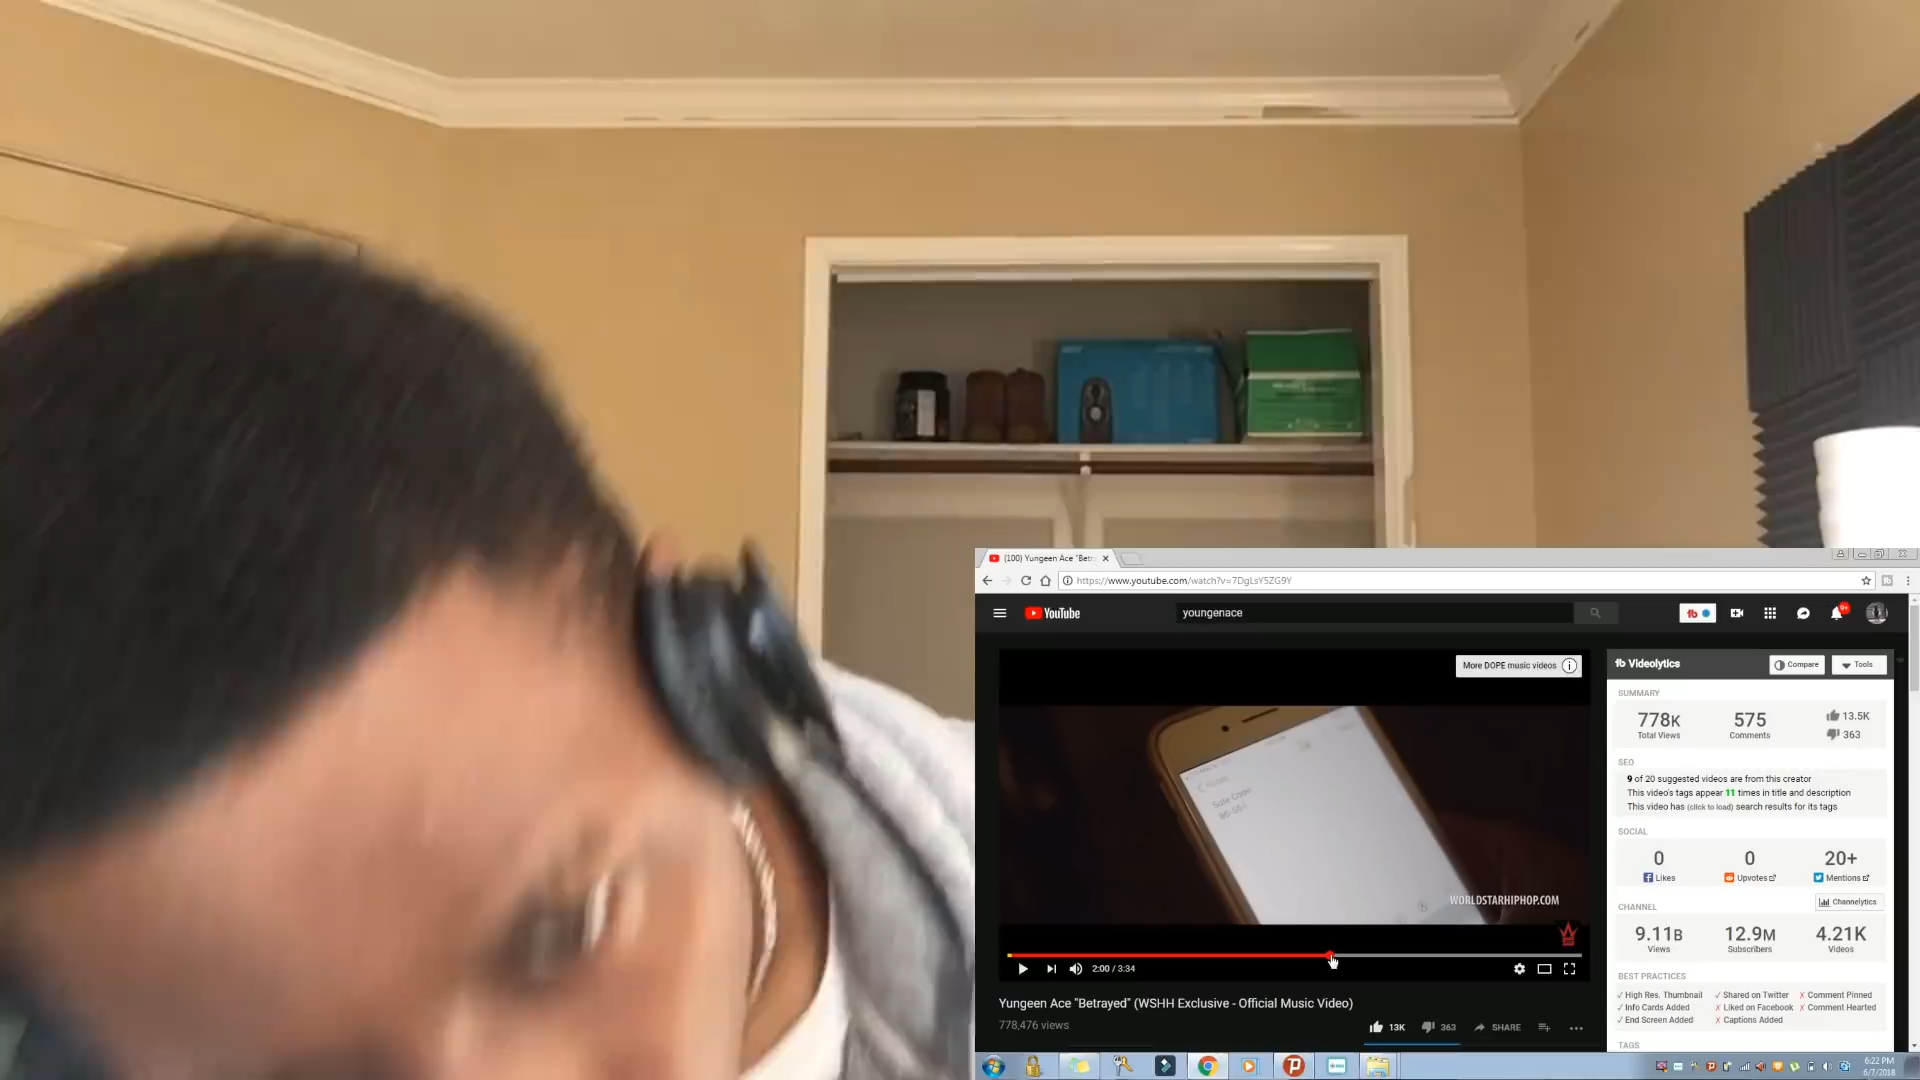 (100) Yungeen Ace "Betr
https://www.youtube.com/watch?v=7DgLsY5ZG9Y
YouTube
youngenace
tb
9+
More DOPE music videos
Safe Code
WORLDSTARHIPHOP.COM
2:00 / 3:34
Yungeen Ace "Betrayed" (WSHH Exclusive - Official Music Video)
778,476 views
13K
363
SHARE
tb Videolytics
Compare
Tools
SUMMARY
778K
Total Views
575
Comments
13.5K
363
SEO
9 of 20 suggested videos are from this creator
This video's tags appear 11 times in title and description
This video has (click to load) search results for its tags
SOCIAL
0
Likes
0
Upvotes
20+
Mentions
CHANNEL
Channelytics
9.11B
Views
12.9M
Subscribers
4.21K
Videos
BEST PRACTICES
✓ High Res. Thumbnail ✓ Shared on Twitter ✗ Comment Pinned
✓ Info Cards Added ✗ Liked on Facebook ✗ Comment Hearted
✓ End Screen Added ✗ Captions Added
TAGS
6:22 PM
6/7/2018